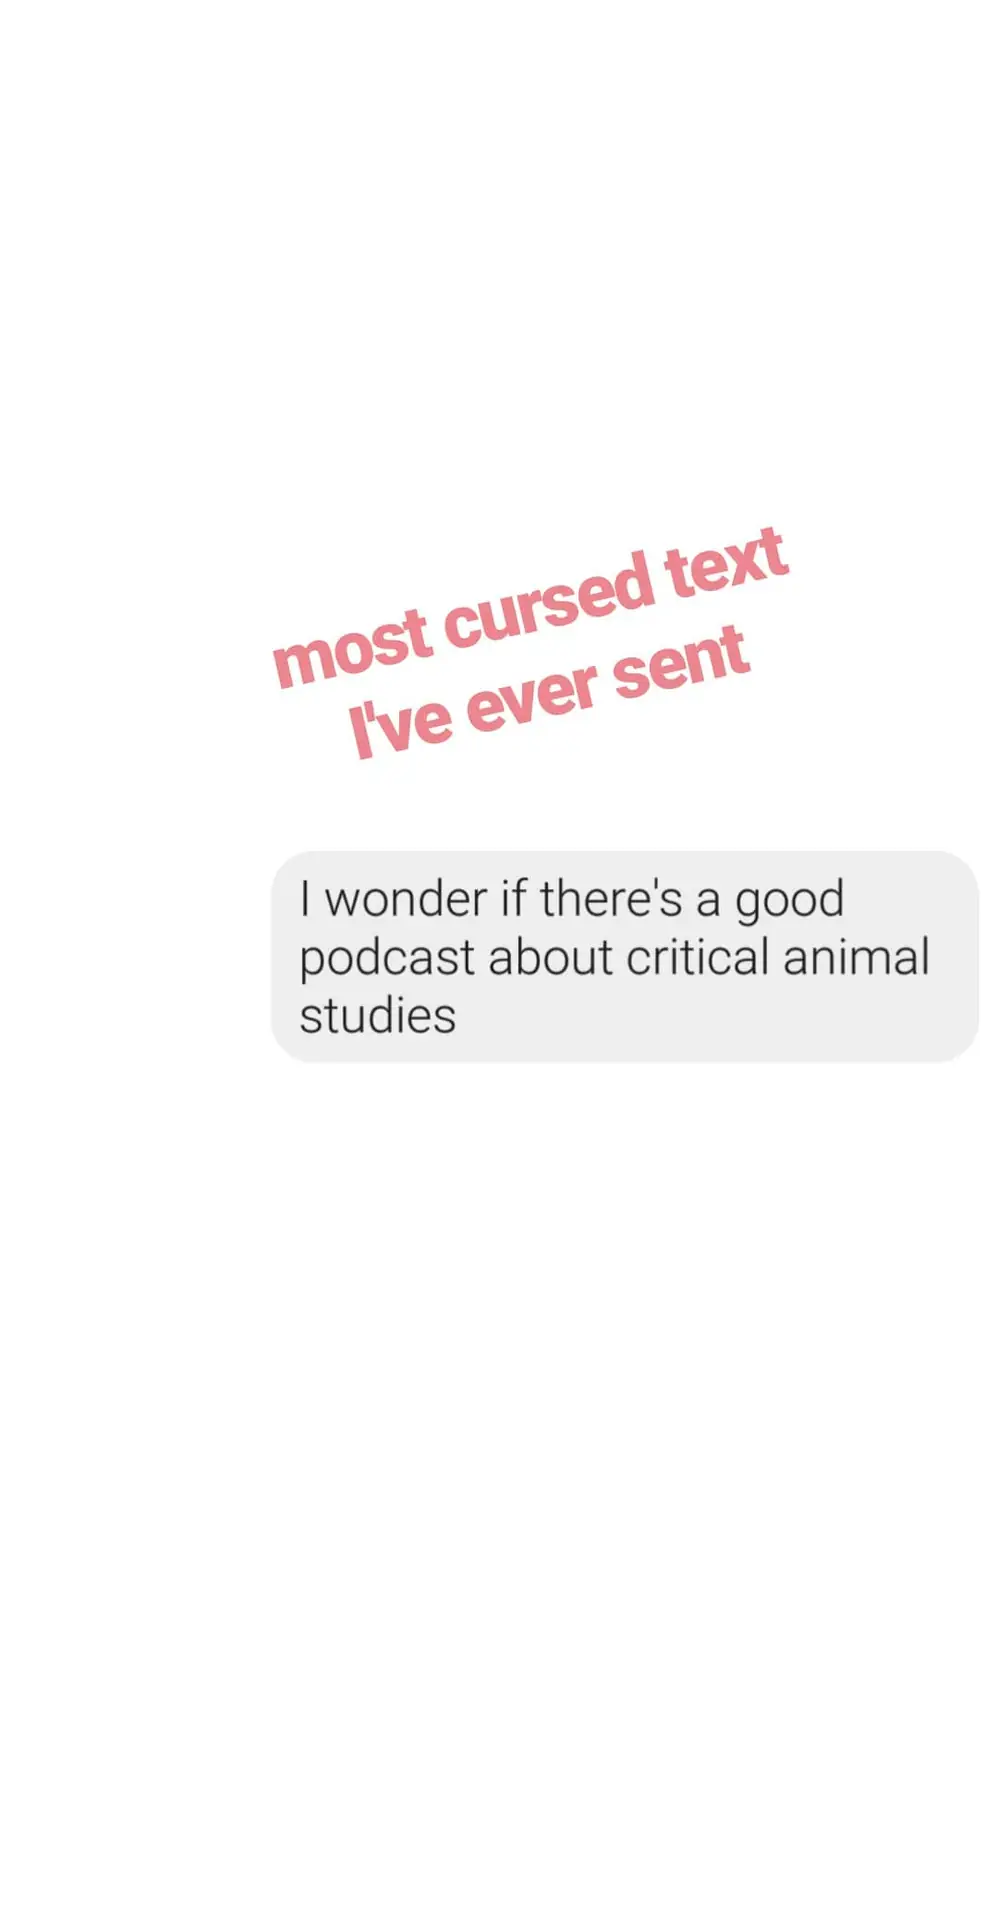 most cursed text
I've ever sent
I wonder if there's a good
podcast about critical animal
studies